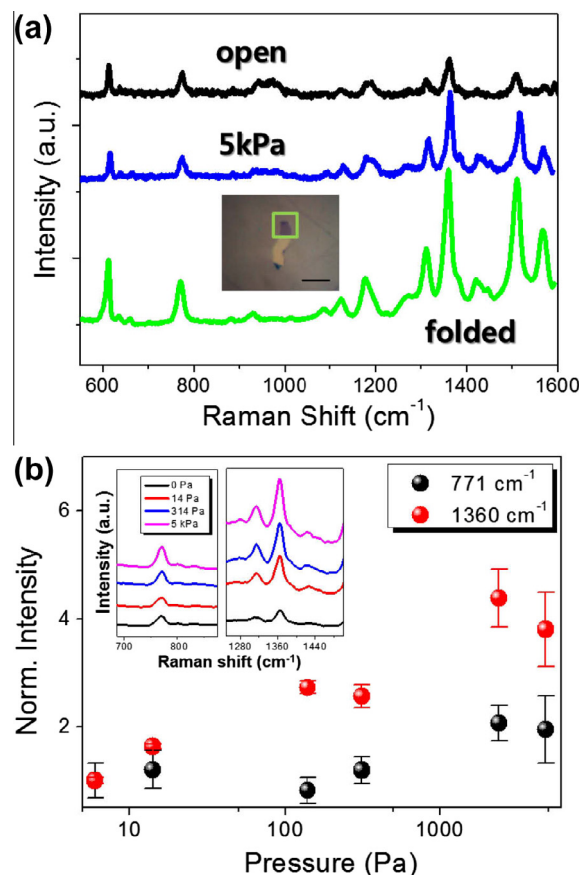 (a)
open
5kPa
folded
Intensity (a.u.)
600 800 1000 1200 1400 1600
Raman Shift (cm⁻¹)
(b)
0 Pa
14 Pa
314 Pa
5 kPa
Intensity (a.u.)
700 800 1280 1360 1440
Raman shift (cm⁻¹)
771 cm⁻¹
1360 cm⁻¹
Norm. Intensity
6
4
2
10 100 1000
Pressure (Pa)